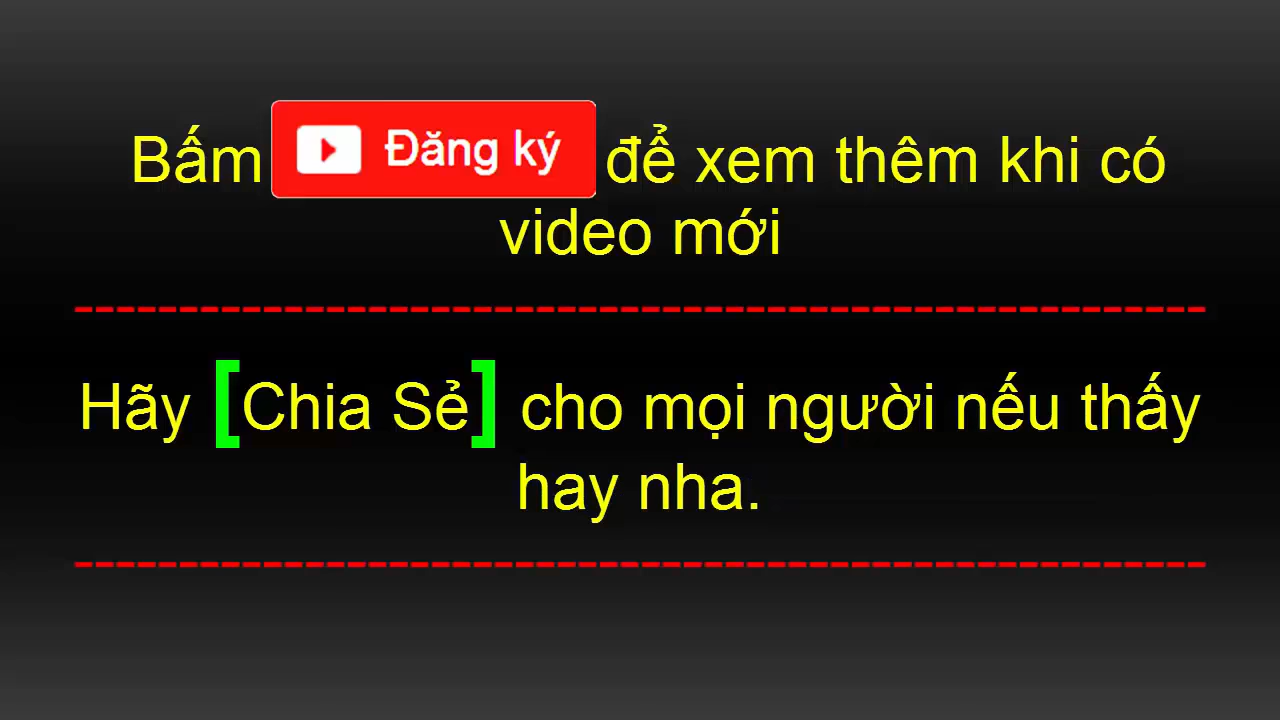 Bấm Đăng ký để xem thêm khi có
video mới
------------------------------------------------------
Hãy [Chia Sẻ] cho mọi người nếu thấy
hay nha.
------------------------------------------------------